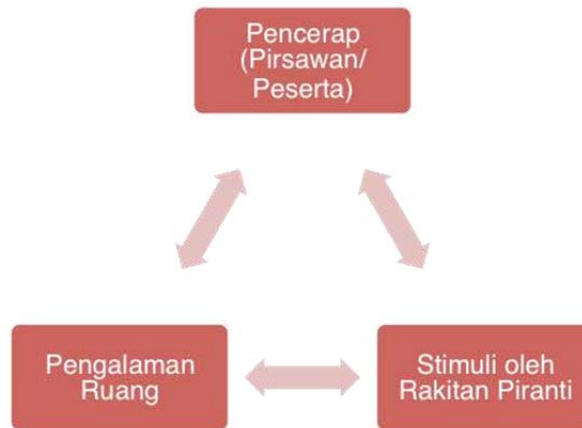 Pencerap
(Pirsawan/
Peserta)
Pengalaman
Ruang
Stimuli oleh
Rakitan Piranti